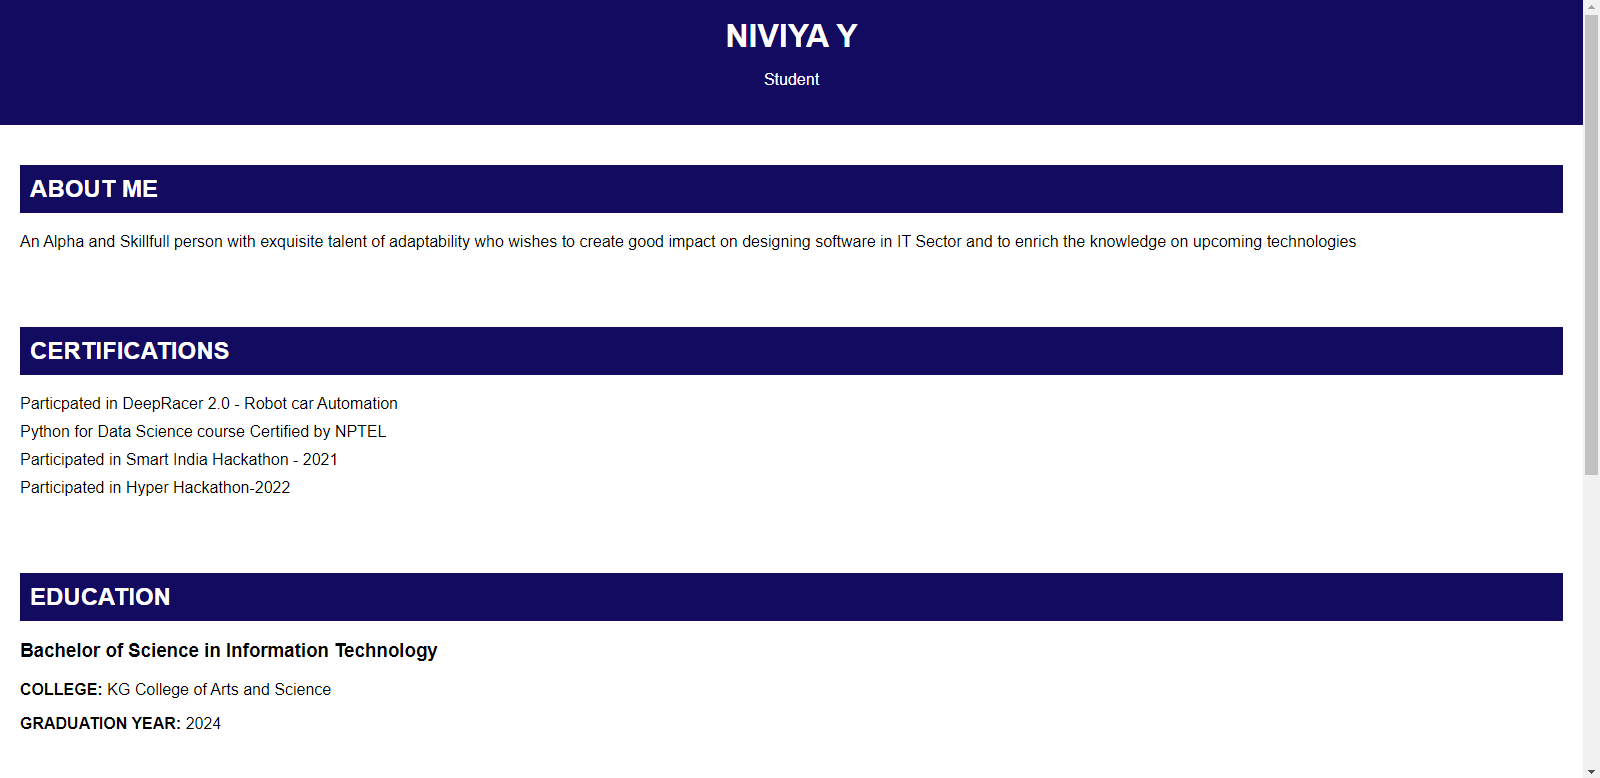 NIVIYA Y
Student
ABOUT ME
An Alpha and Skillfull person with exquisite talent of adaptability who wishes to create good impact on designing software in IT Sector and to enrich the knowledge on upcoming technologies
CERTIFICATIONS
Particpated in DeepRacer 2.0 - Robot car Automation
Python for Data Science course Certified by NPTEL
Participated in Smart India Hackathon - 2021
Participated in Hyper Hackathon-2022
EDUCATION
Bachelor of Science in Information Technology
COLLEGE: KG College of Arts and Science
GRADUATION YEAR: 2024